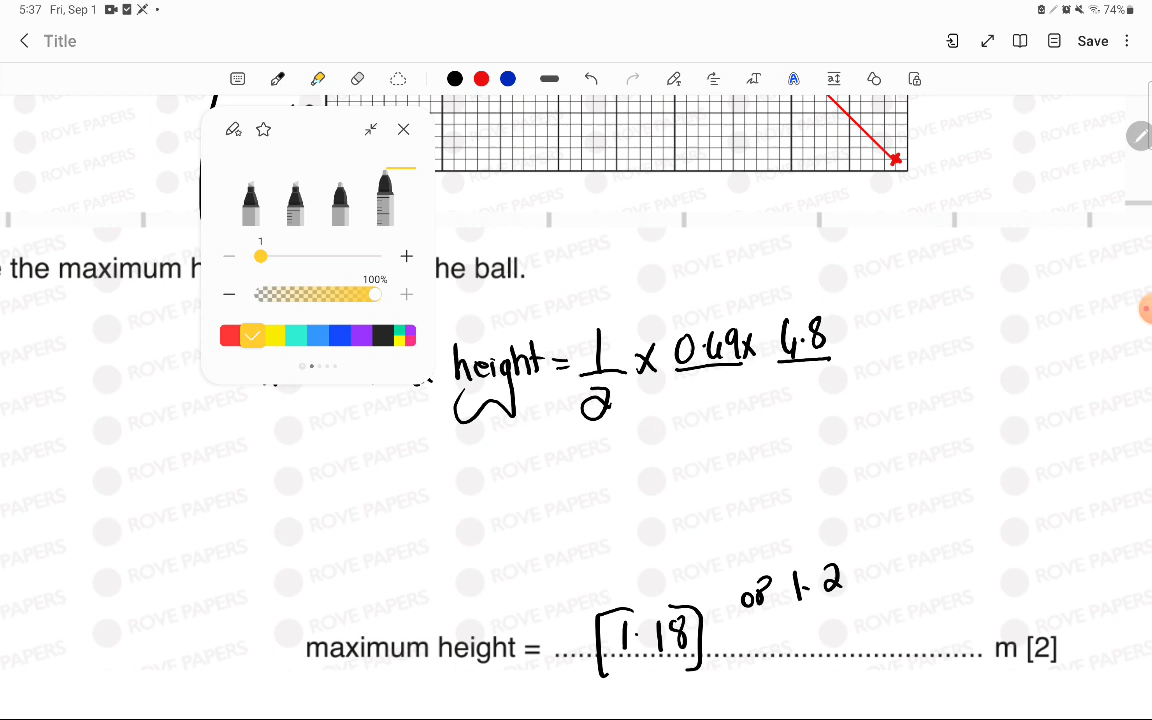 5:37 Fri, Sep 1 74%
Title Save
ROVE PAPERS
1
100%
e the maximum h he ball.
height = 1/2 x 0.49x 4.8
or 1.2
maximum height = [1.18] m [2]